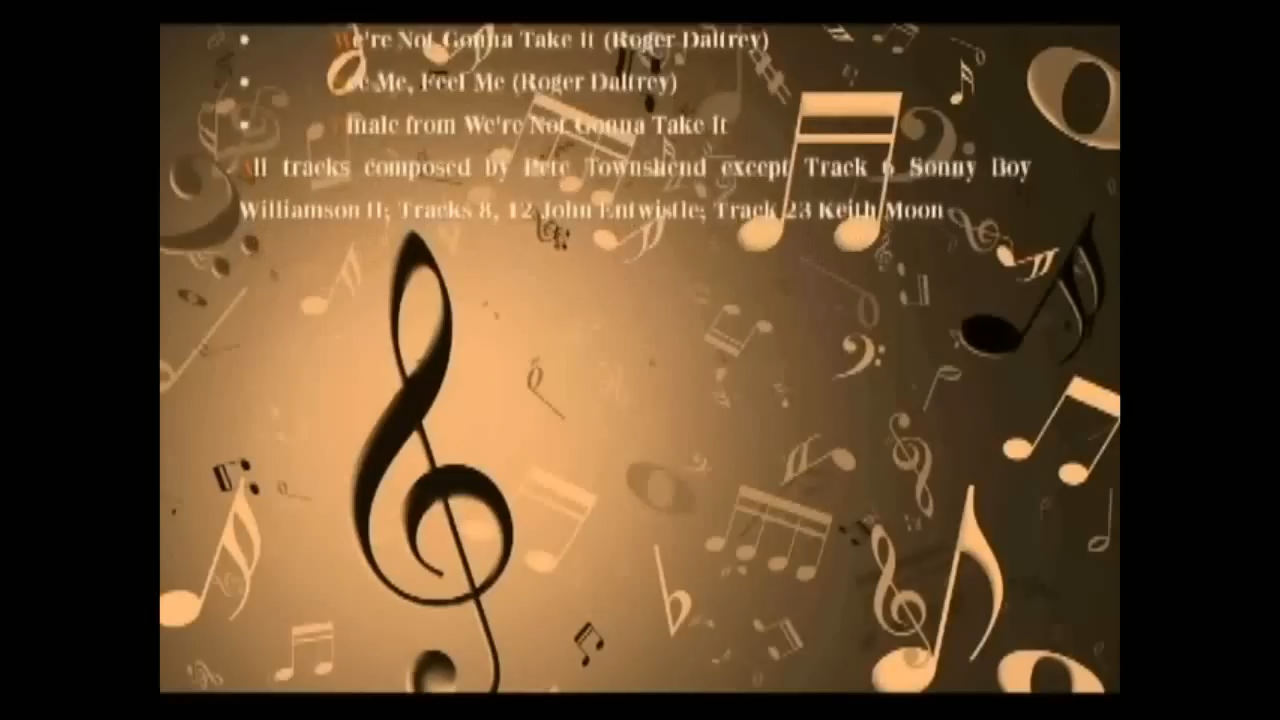 • We're Not Gonna Take It (Roger Daltrey)
• See Me, Feel Me (Roger Daltrey)
• Finale from We're Not Gonna Take It
All tracks composed by Pete Townshend except Track 6 Sonny Boy
Williamson II; Tracks 8, 12 John Entwistle; Track 23 Keith Moon